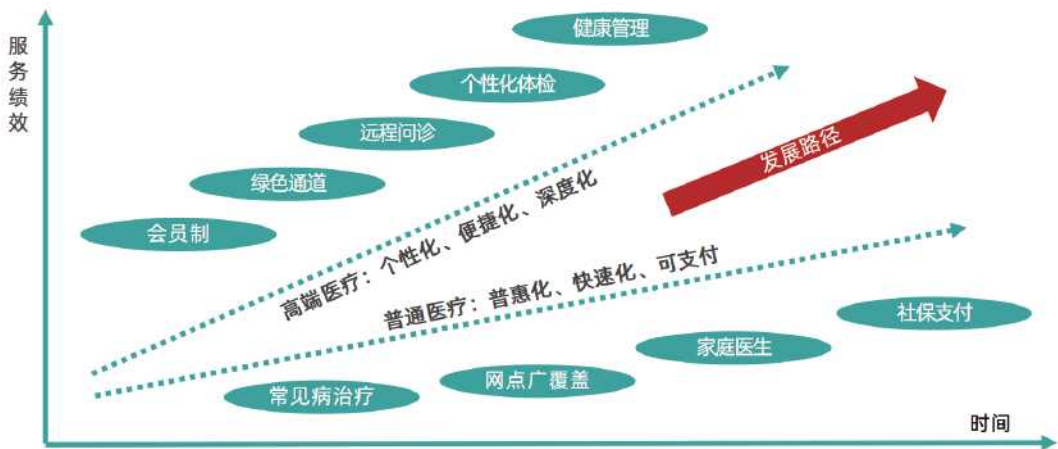 服务绩效
健康管理
个性化体检
远程问诊
绿色通道
会员制
发展路径
高端医疗：个性化、便捷化、深度化
普通医疗：普惠化、快速化、可支付
社保支付
家庭医生
网点广覆盖
常见病治疗
时间